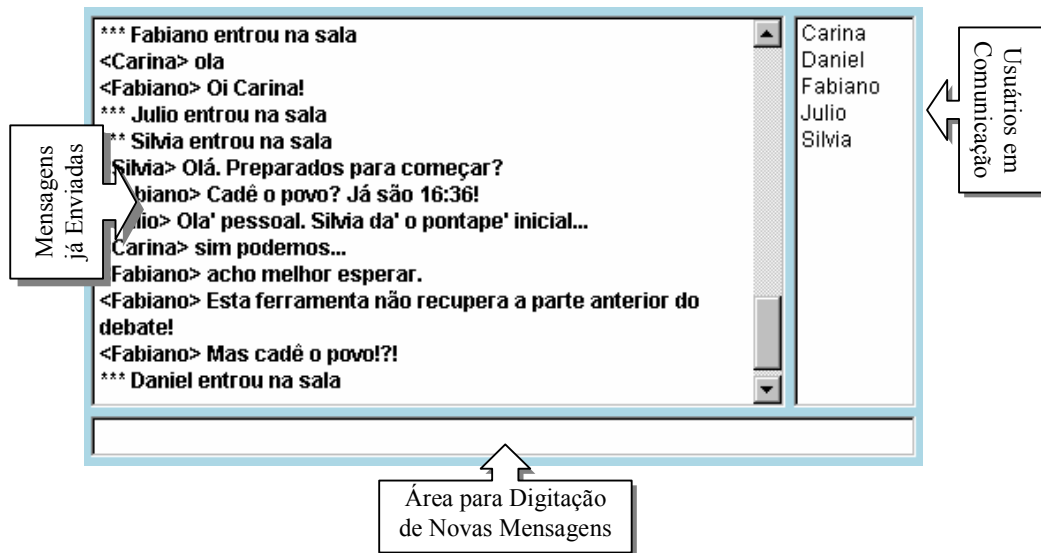 *** Fabiano entrou na sala
<Carina> ola
<Fabiano> Oi Carina!
*** Julio entrou na sala
** Silvia entrou na sala
Silvia> Olá. Preparados para começar?
biano> Cadê o povo? Já são 16:36!
io> Ola' pessoal. Silvia da' o pontape' inicial...
Carina> sim podemos...
Fabiano> acho melhor esperar.
<Fabiano> Esta ferramenta não recupera a parte anterior do
debate!
<Fabiano> Mas cadê o povo!?!
*** Daniel entrou na sala
Carina
Daniel
Fabiano
Julio
Silvia
Usuários em
Comunicação
Mensagens
já Enviadas
Área para Digitação
de Novas Mensagens